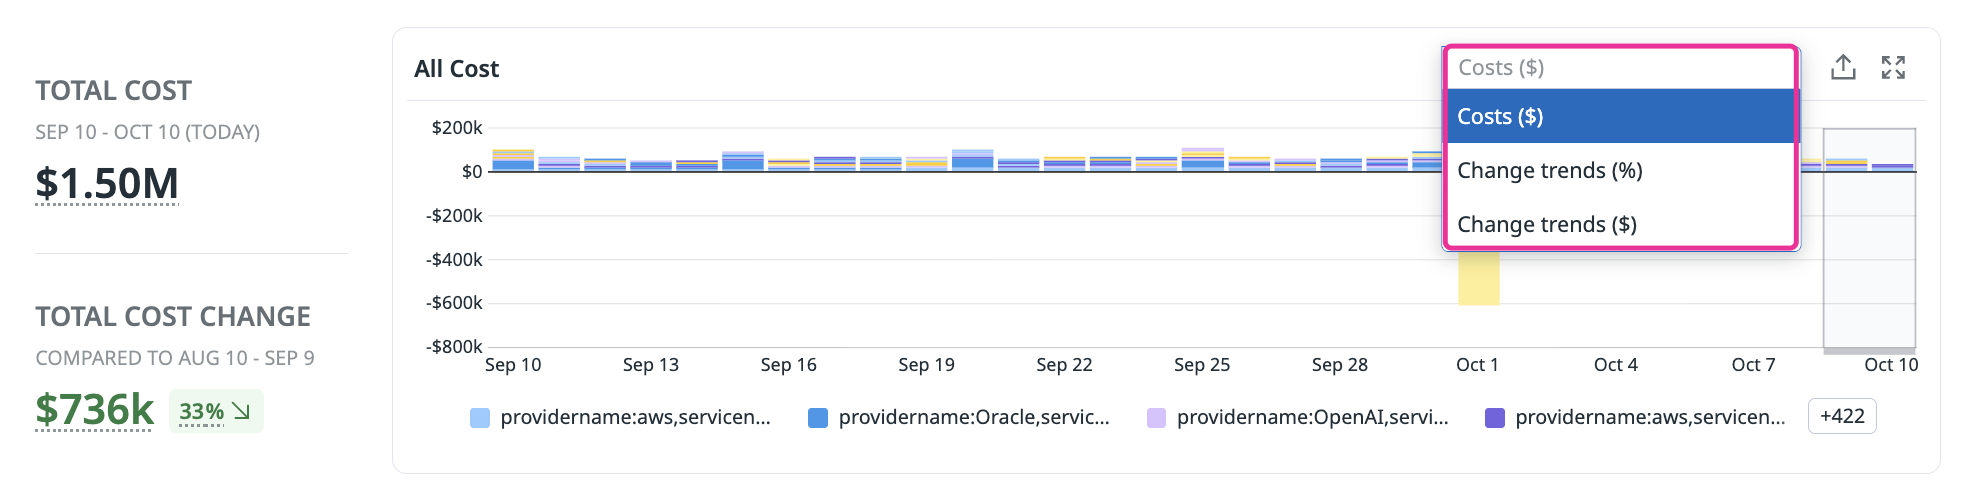 TOTAL COST
SEP 10 - OCT 10 (TODAY)
$1.50M
TOTAL COST CHANGE
COMPARED TO AUG 10 - SEP 9
$736k 33%
All Cost
Costs ($)
Costs ($)
Change trends (%)
Change trends ($)
$200k
$0
-$200k
-$400k
-$600k
-$800k
Sep 10 Sep 13 Sep 16 Sep 19 Sep 22 Sep 25 Sep 28 Oct 1 Oct 4 Oct 7 Oct 10
providername:aws,servicen... providername:Oracle,servic... providername:OpenAI,servi... providername:aws,servicen... +422